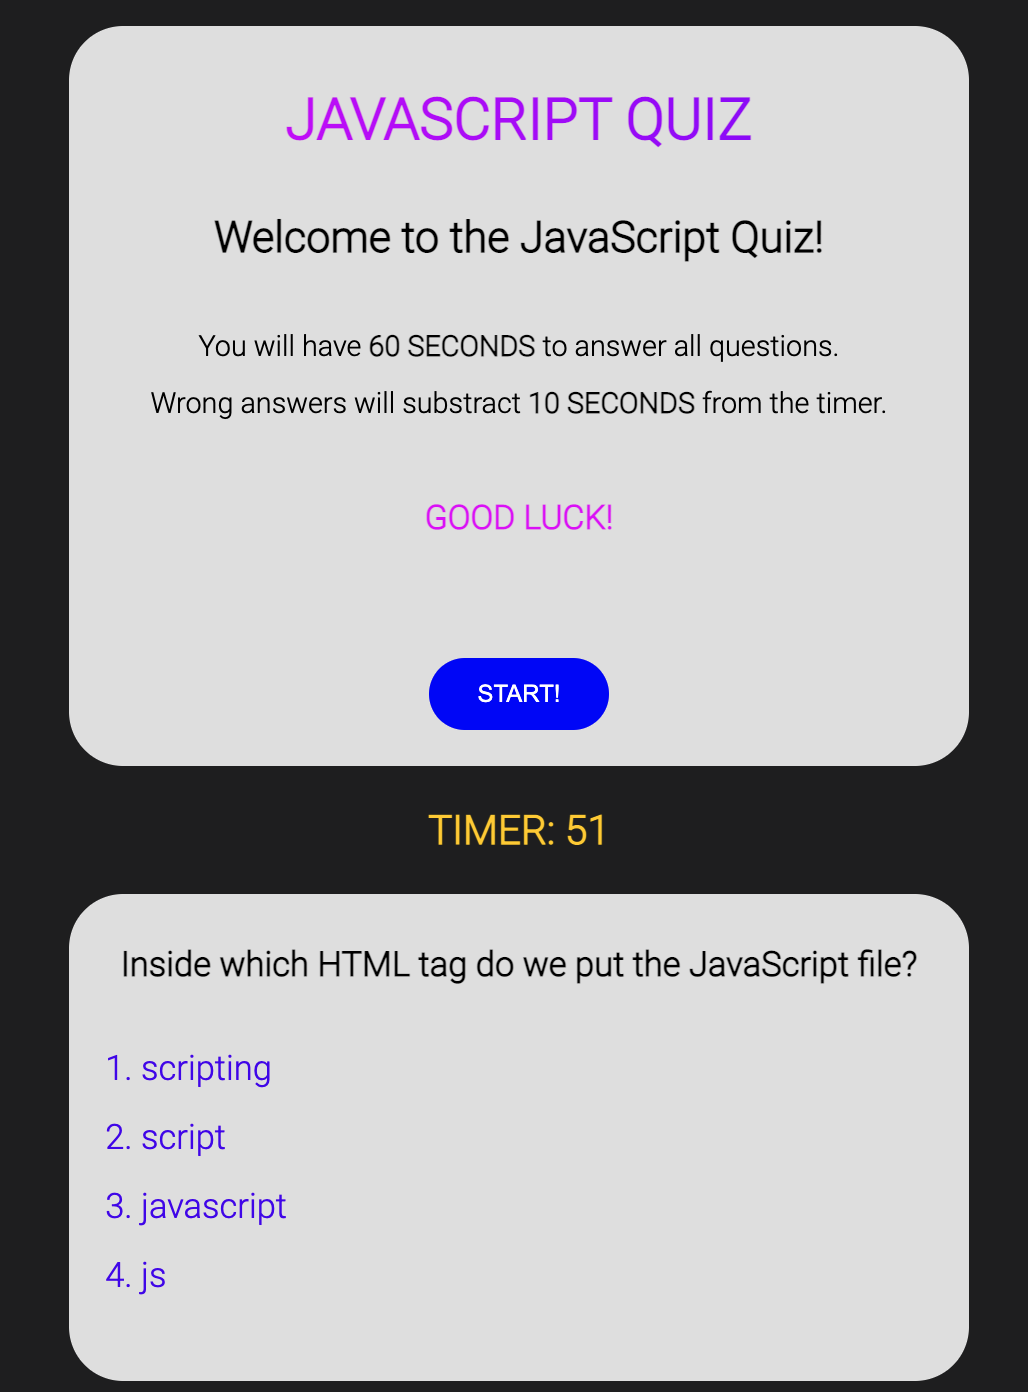 JAVASCRIPT QUIZ
Welcome to the JavaScript Quiz!
You will have 60 SECONDS to answer all questions.
Wrong answers will substract 10 SECONDS from the timer.
GOOD LUCK!
START!
TIMER: 51
Inside which HTML tag do we put the JavaScript file?
1. scripting
2. script
3. javascript
4. js